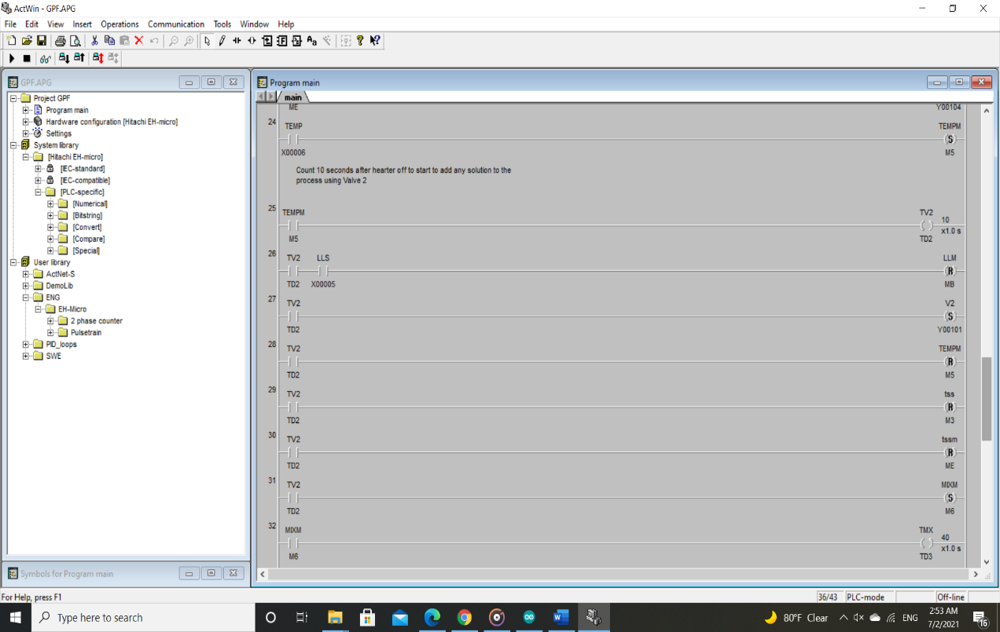 ActWin - GPF.APG
File Edit View Insert Operations Communication Tools Window Help
GPF.APG
Project GPF
Program main
Hardware configuration [Hitachi EH-micro]
Settings
System library
[Hitachi EH-micro]
[IEC-standard]
[IEC-compatible]
[PLC-specific]
[Numerical]
[Bitstring]
[Convert]
[Compare]
[Special]
User library
ActNet-S
DemoLib
ENG
EH-Micro
2 phase counter
Pulsetrain
PID_loops
SWE
Symbols for Program main
Program main
main
ME Y00104
24 TEMP TEMPM
(S)
X00006 M5
Count 10 seconds after hearter off to start to add any solution to the
process using Valve 2
25 TEMPM TV2
10
x1.0 s
M5 TD2
26 TV2 LLS LLM
(R)
TD2 X00005 MB
27 TV2 V2
(S)
TD2 Y00101
28 TV2 TEMPM
(R)
TD2 M5
29 TV2 tss
(R)
TD2 M3
30 TV2 tssm
(R)
TD2 ME
31 TV2 MIXM
(S)
TD2 M6
32 MIXM TMX
40
x1.0 s
M6 TD3
For Help, press F1 36/43 PLC-mode Off-line
Type here to search
80°F Clear ENG
2:53 AM
7/2/2021
16